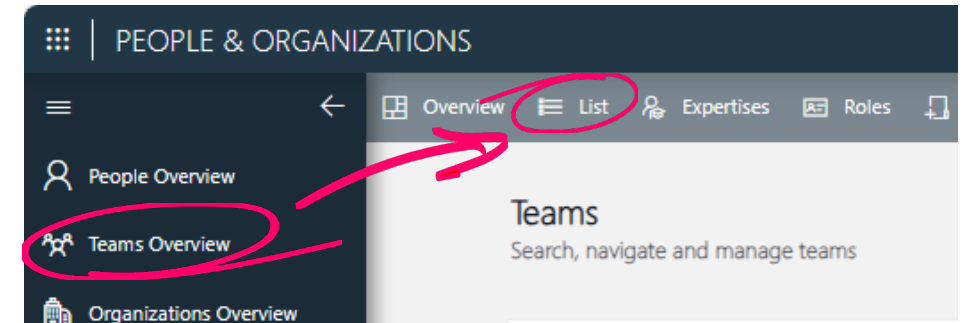 PEOPLE & ORGANIZATIONS
Overview List Expertises Roles
People Overview
Teams Overview
Organizations Overview
Teams
Search, navigate and manage teams